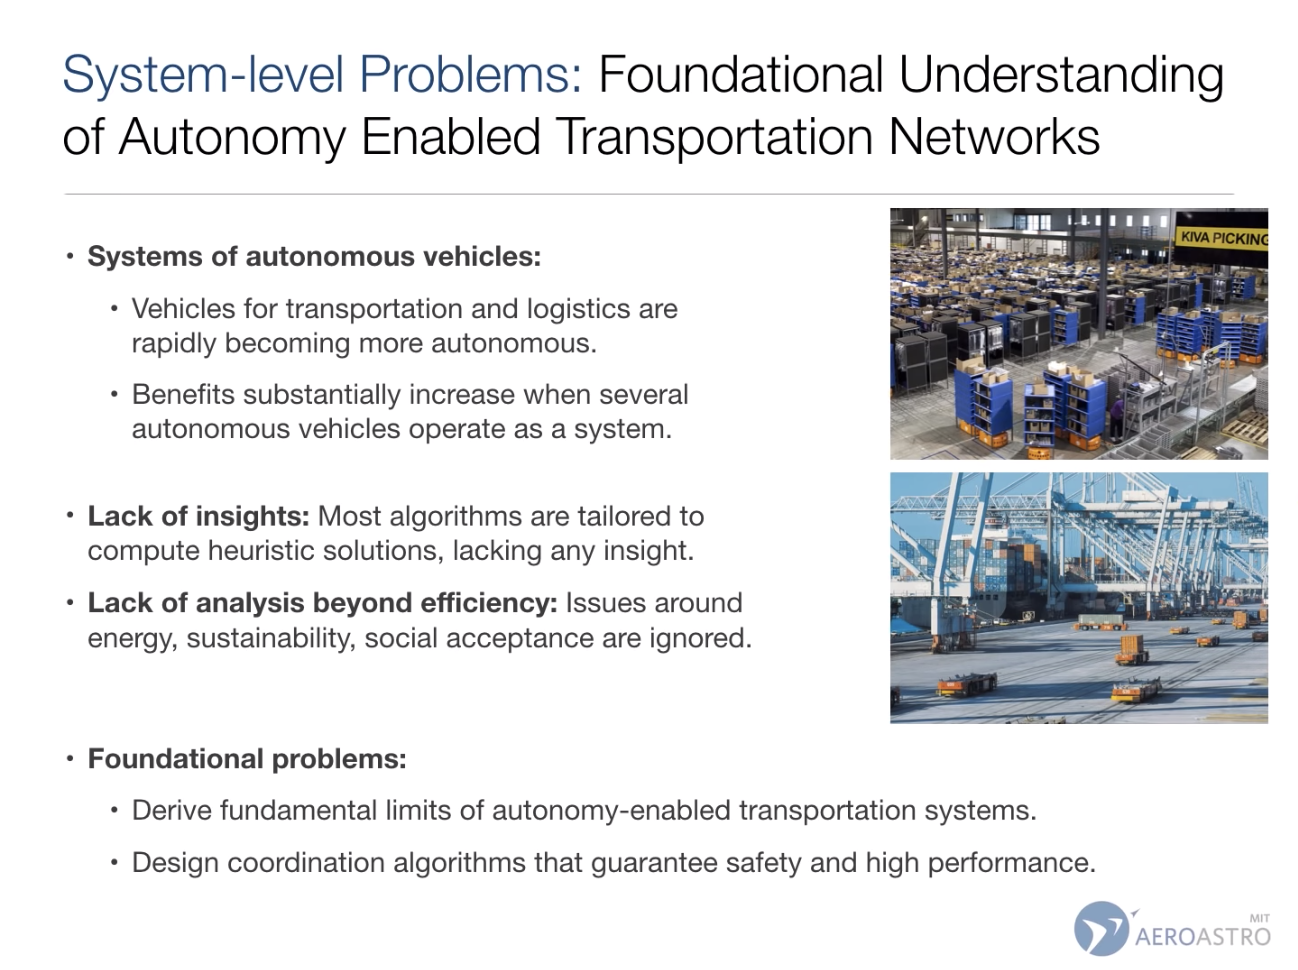 System-level Problems: Foundational Understanding
of Autonomy Enabled Transportation Networks
• Systems of autonomous vehicles:
• Vehicles for transportation and logistics are
rapidly becoming more autonomous.
• Benefits substantially increase when several
autonomous vehicles operate as a system.
• Lack of insights: Most algorithms are tailored to
compute heuristic solutions, lacking any insight.
• Lack of analysis beyond efficiency: Issues around
energy, sustainability, social acceptance are ignored.
• Foundational problems:
• Derive fundamental limits of autonomy-enabled transportation systems.
• Design coordination algorithms that guarantee safety and high performance.
KIVA PICKING
MIT
AEROASTRO